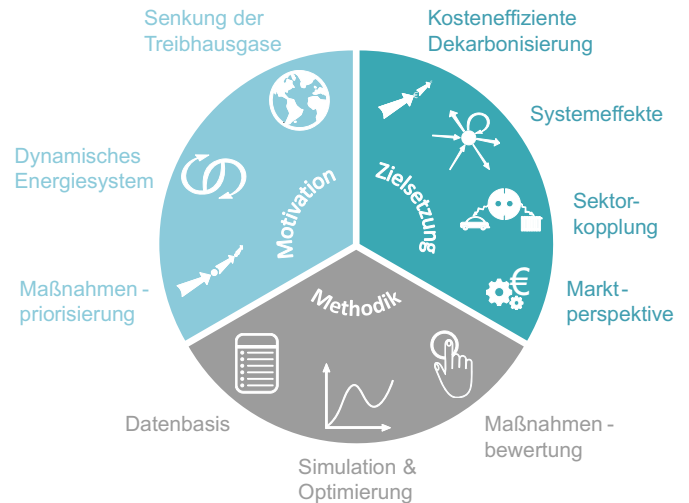 Senkung der
Treibhausgase
Dynamisches
Energiesystem
Maßnahmen -
priorisierung
Motivation
Kosteneffiziente
Dekarbonisierung
Systemeffekte
Sektor-
kopplung
Markt-
perspektive
Zielsetzung
€
Methodik
Datenbasis
Simulation &
Optimierung
Maßnahmen -
bewertung